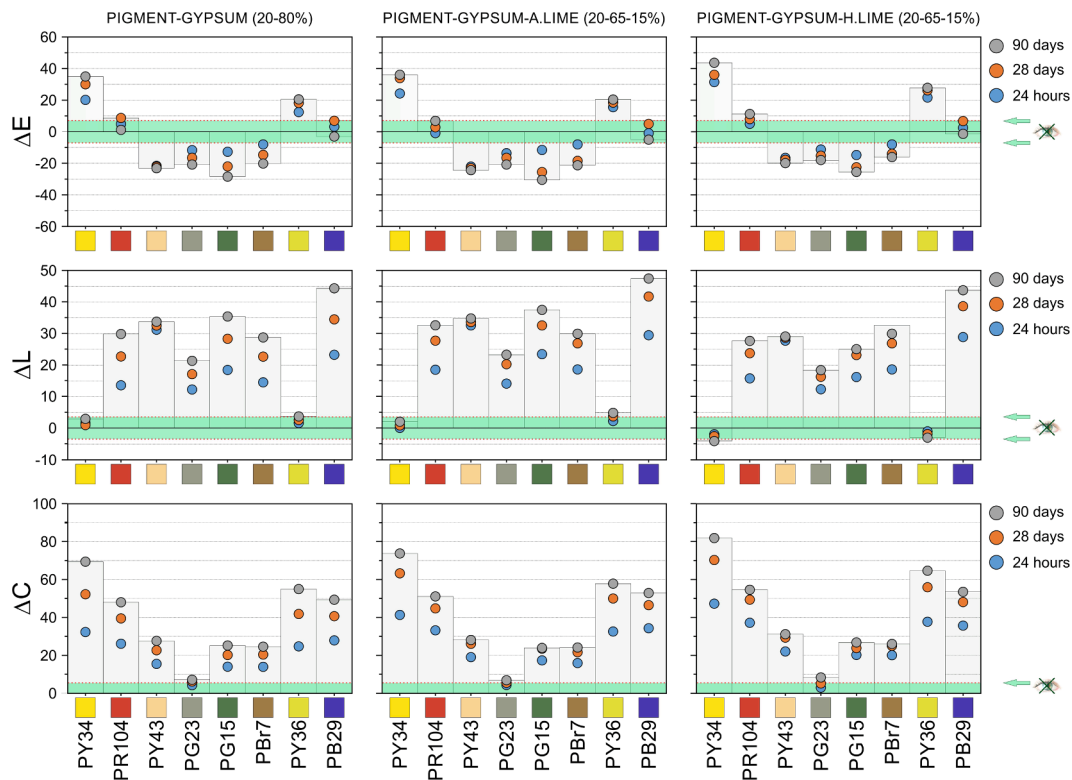 PIGMENT-GYPSUM (20-80%) PIGMENT-GYPSUM-A.LIME (20-65-15%) PIGMENT-GYPSUM-H.LIME (20-65-15%)
ΔE
60
40
20
0
-20
-40
-60
90 days
28 days
24 hours
ΔL
50
40
30
20
10
0
-10
90 days
28 days
24 hours
ΔC
100
80
60
40
20
0
90 days
28 days
24 hours
PY34 PR104 PY43 PG23 PG15 PBr7 PY36 PB29 PY34 PR104 PY43 PG23 PG15 PBr7 PY36 PB29 PY34 PR104 PY43 PG23 PG15 PBr7 PY36 PB29